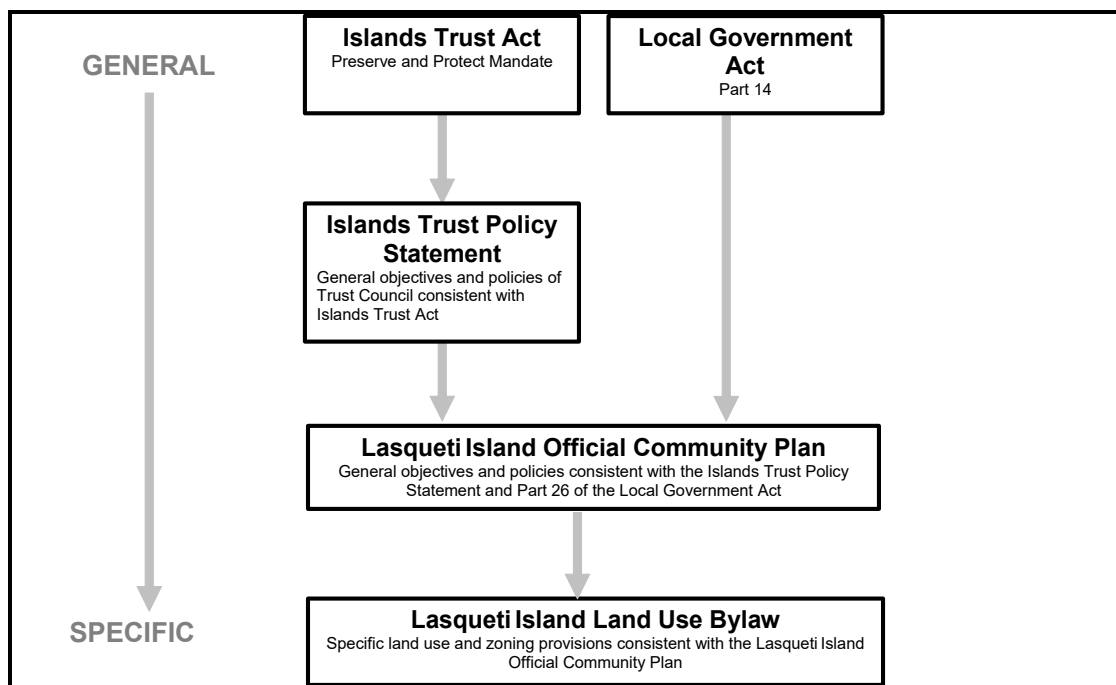 GENERAL
Islands Trust Act
Preserve and Protect Mandate
Local Government
Act
Part 14
Islands Trust Policy
Statement
General objectives and policies of
Trust Council consistent with
Islands Trust Act
Lasqueti Island Official Community Plan
General objectives and policies consistent with the Islands Trust Policy
Statement and Part 26 of the Local Government Act
SPECIFIC
Lasqueti Island Land Use Bylaw
Specific land use and zoning provisions consistent with the Lasqueti Island
Official Community Plan